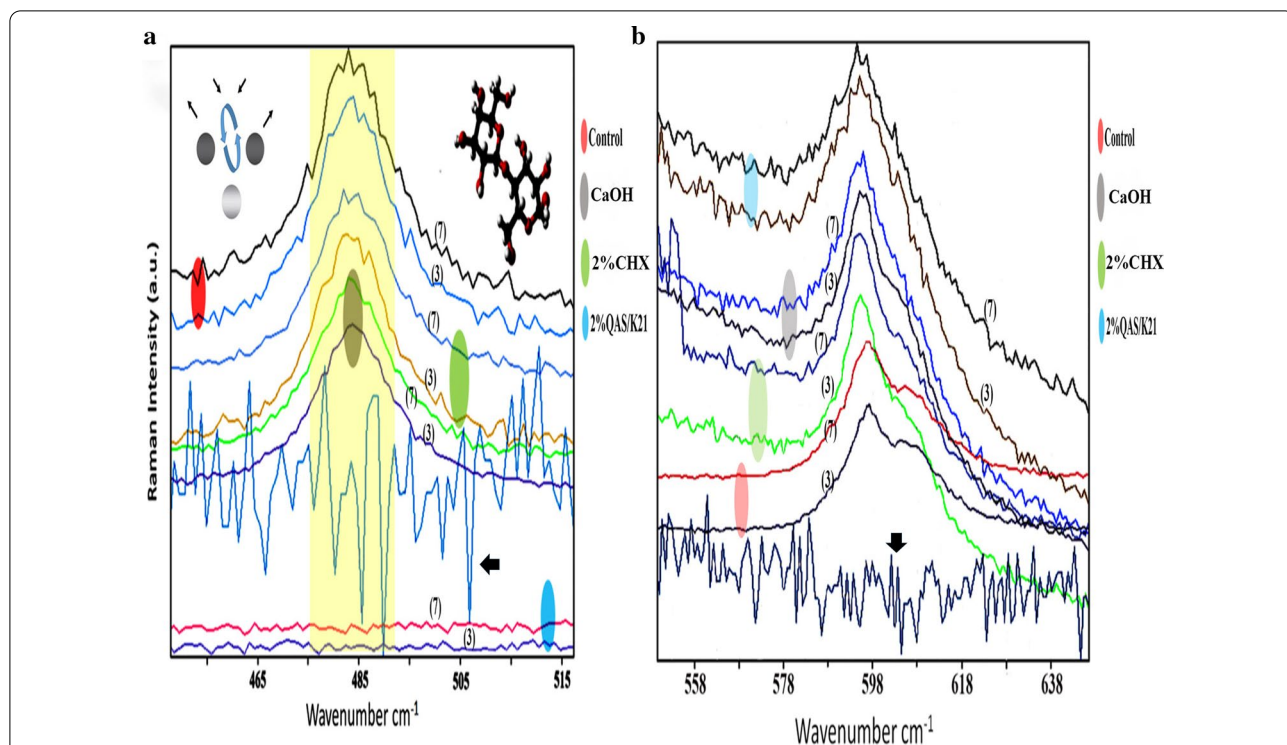 a
b
Raman Intensity (a.u.)
(7)
(3)
(7)
(3)
(7)
(3)
(7)
(3)
465
485
505
515
Wavenumber cm-1
Control
CaOH
2%CHX
2%QAS/K21
(7)
(3)
(3)
(7)
(3)
(7)
(3)
(7)
558
578
598
618
638
Wavenumber cm-1
Control
CaOH
2%CHX
2%QAS/K21